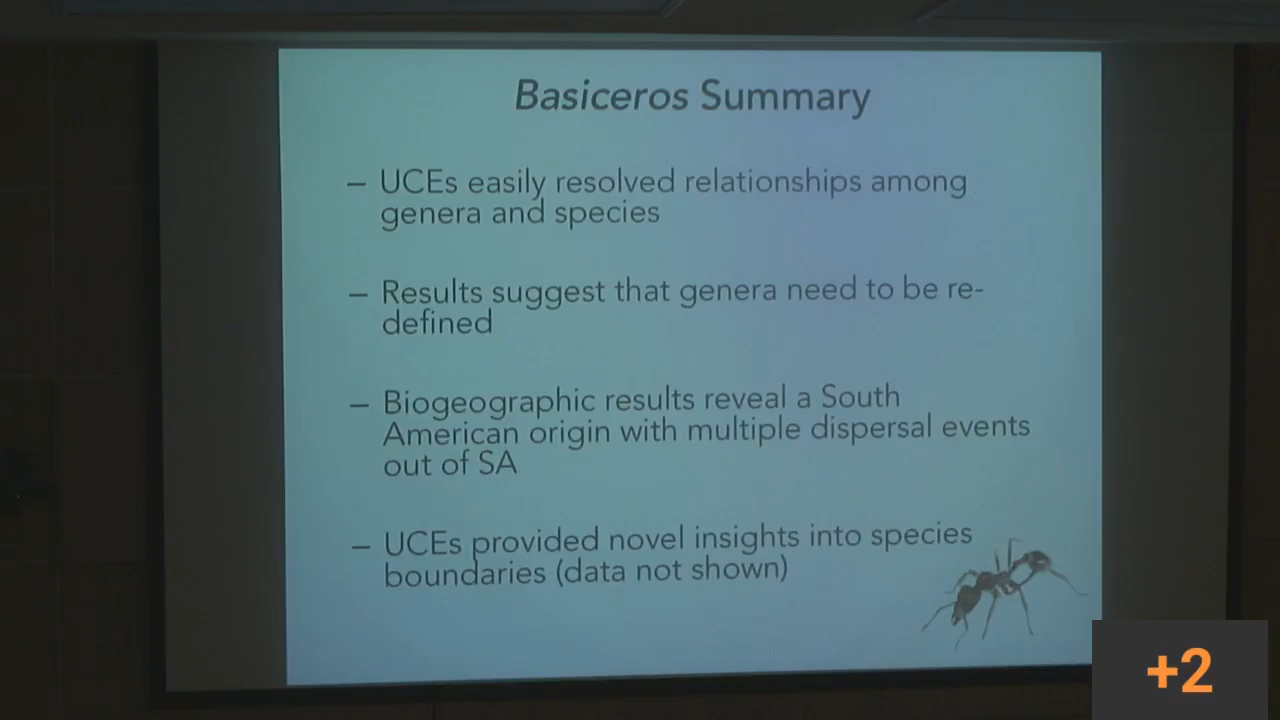 Basiceros Summary
– UCEs easily resolved relationships among
genera and species
– Results suggest that genera need to be re-
defined
– Biogeographic results reveal a South
American origin with multiple dispersal events
out of SA
– UCEs provided novel insights into species
boundaries (data not shown)
+2